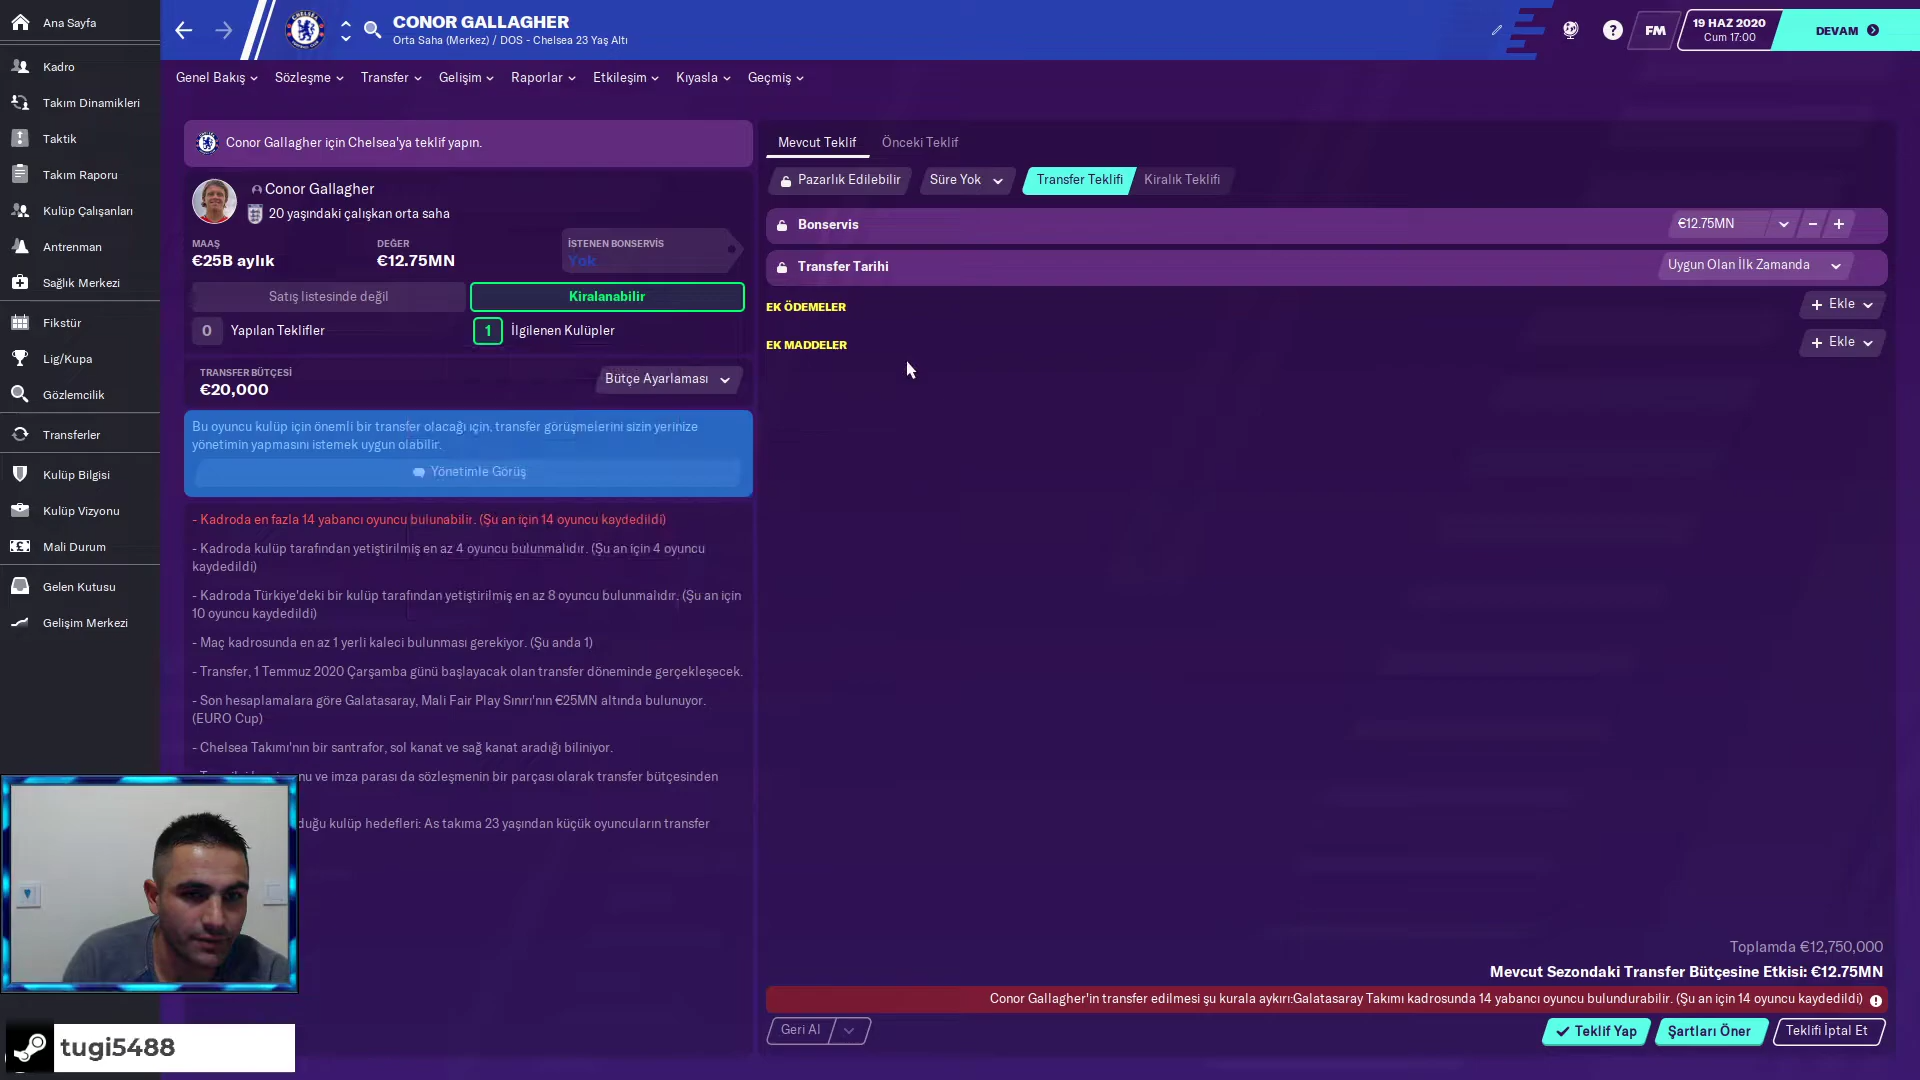 Ana Sayfa
Kadro
Takım Dinamikleri
Taktik
Takım Raporu
Kulüp Çalışanları
Antrenman
Sağlık Merkezi
Fikstür
Lig/Kupa
Gözlemcilik
Transferler
Kulüp Bilgisi
Kulüp Vizyonu
Mali Durum
Gelen Kutusu
Gelişim Merkezi
CONOR GALLAGHER
Orta Saha (Merkez) / DOS - Chelsea 23 Yaş Altı
FM
19 HAZ 2020
Cum 17:00
DEVAM
Genel Bakış
Sözleşme
Transfer
Gelişim
Raporlar
Etkileşim
Kıyasla
Geçmiş
Conor Gallagher için Chelsea'ya teklif yapın.
Conor Gallagher
20 yaşındaki çalışkan orta saha
MAAŞ
€25B aylık
DEĞER
€12.75MN
İSTENEN BONSERVİS
Yok
Satış listesinde değil
Kiralanabilir
0 Yapılan Teklifler
1 İlgilenen Kulüpler
TRANSFER BÜTÇESİ
€20,000
Bütçe Ayarlaması
Bu oyuncu kulüp için önemli bir transfer olacağı için, transfer görüşmelerini sizin yerinize
yönetimin yapmasını istemek uygun olabilir.
Yönetimle Görüş
- Kadroda en fazla 14 yabancı oyuncu bulunabilir. (Şu an için 14 oyuncu kaydedildi)
- Kadroda kulüp tarafından yetiştirilmiş en az 4 oyuncu bulunmalıdır. (Şu an için 4 oyuncu
kaydedildi)
- Kadroda Türkiye'deki bir kulüp tarafından yetiştirilmiş en az 8 oyuncu bulunmalıdır. (Şu an için
10 oyuncu kaydedildi)
- Maç kadrosunda en az 1 yerli kaleci bulunması gerekiyor. (Şu anda 1)
- Transfer, 1 Temmuz 2020 Çarşamba günü başlayacak olan transfer döneminde gerçekleşecek.
- Son hesaplamalara göre Galatasaray, Mali Fair Play Sınırı'nın €25MN altında bulunuyor.
(EURO Cup)
- Chelsea Takımı'nın bir santrafor, sol kanat ve sağ kanat aradığı biliniyor.
ve imza parası da sözleşmenin bir parçası olarak transfer bütçesinden
kulüp hedefleri: As takıma 23 yaşından küçük oyuncuların transfer
Mevcut Teklif
Önceki Teklif
Pazarlık Edilebilir
Süre Yok
Transfer Teklifi
Kiralık Teklifi
Bonservis
€12.75MN
Transfer Tarihi
Uygun Olan İlk Zamanda
EK ÖDEMELER
Ekle
EK MADDELER
Ekle
Toplamda €12,750,000
Mevcut Sezondaki Transfer Bütçesine Etkisi: €12.75MN
Conor Gallagher'in transfer edilmesi şu kurala aykırı:Galatasaray Takımı kadrosunda 14 yabancı oyuncu bulundurabilir. (Şu an için 14 oyuncu kaydedildi)
Geri Al
Teklif Yap
Şartları Öner
Teklifi İptal Et
tugi5488